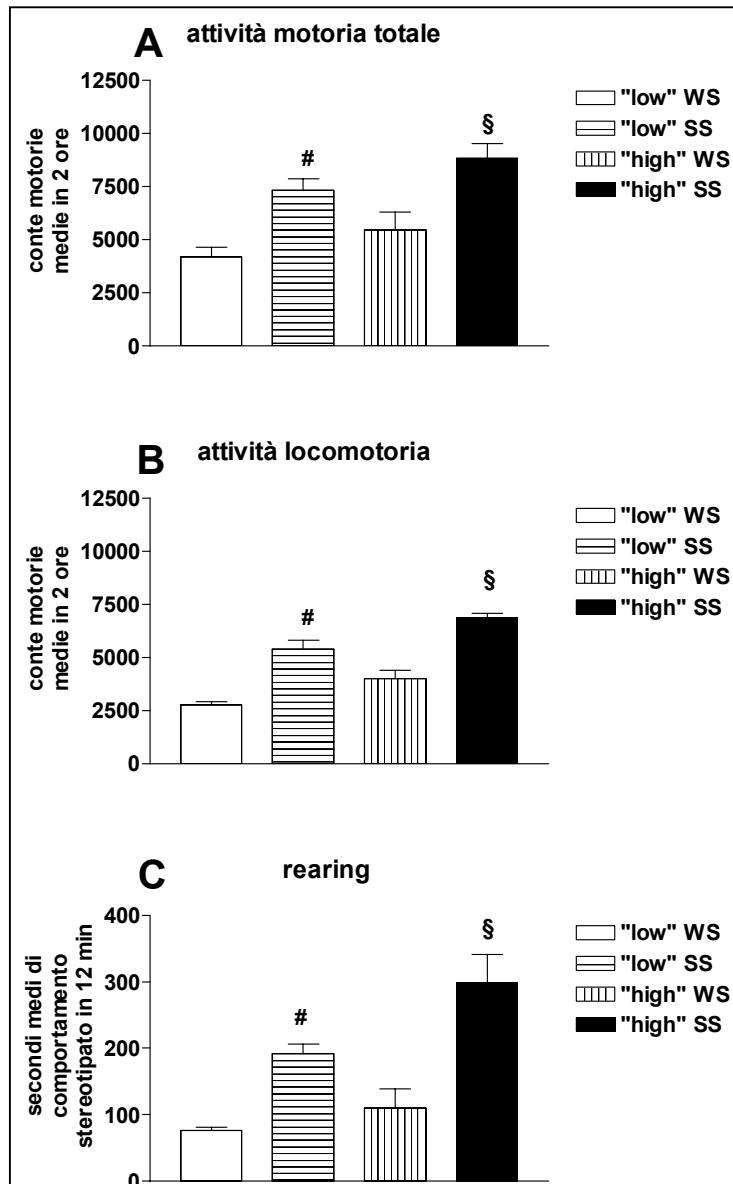 A attività motoria totale
12500
10000
7500
5000
2500
0
conte motorie
medie in 2 ore
#
§
"low" WS
"low" SS
"high" WS
"high" SS
B attività locomotoria
12500
10000
7500
5000
2500
0
conte motorie
medie in 2 ore
#
§
"low" WS
"low" SS
"high" WS
"high" SS
C rearing
400
300
200
100
0
secondi medi di
comportamento
stereotipato in 12 min
#
§
"low" WS
"low" SS
"high" WS
"high" SS